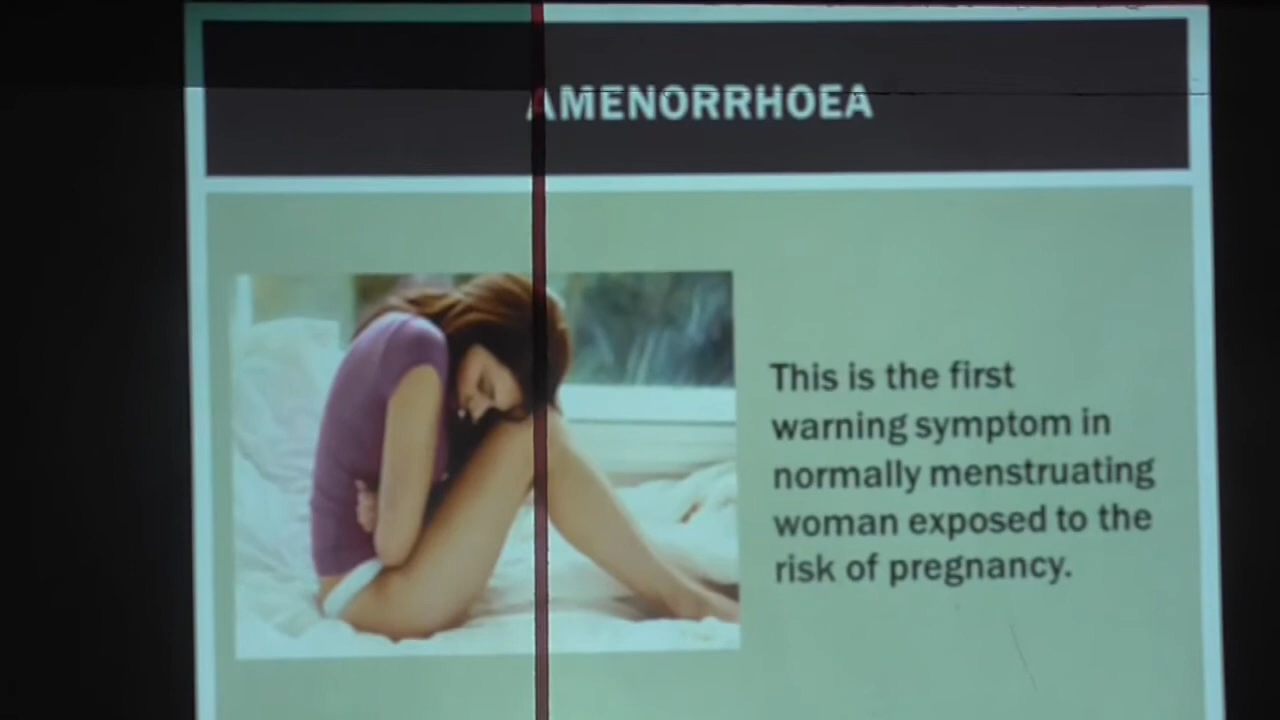 AMENORRHOEA
This is the first
warning symptom in
normally menstruating
woman exposed to the
risk of pregnancy.